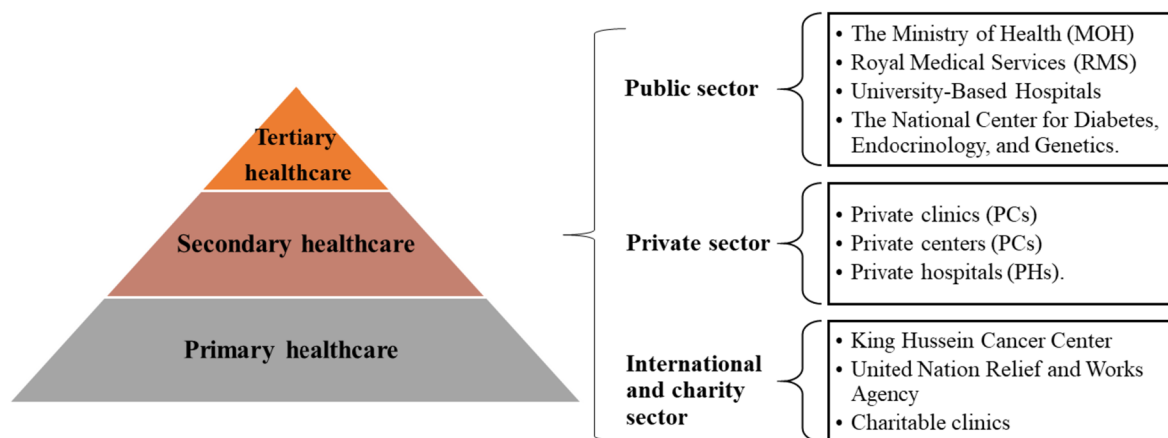 Tertiary
healthcare
Secondary healthcare
Primary healthcare
Public sector
• The Ministry of Health (MOH)
• Royal Medical Services (RMS)
• University-Based Hospitals
• The National Center for Diabetes,
Endocrinology, and Genetics.
Private sector
• Private clinics (PCs)
• Private centers (PCs)
• Private hospitals (PHs).
International
and charity
sector
• King Hussein Cancer Center
• United Nation Relief and Works
Agency
• Charitable clinics